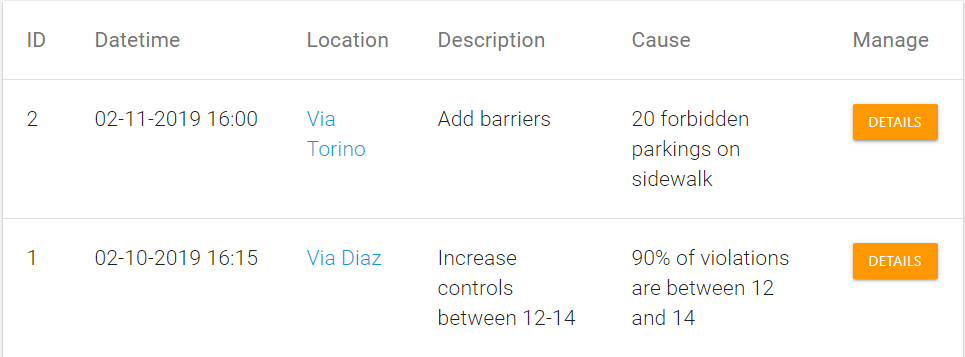 ID Datetime Location Description Cause Manage
2 02-11-2019 16:00 Via Add barriers 20 forbidden DETAILS
Torino parkings on
sidewalk
1 02-10-2019 16:15 Via Diaz Increase 90% of violations DETAILS
controls are between 12
between 12-14 and 14